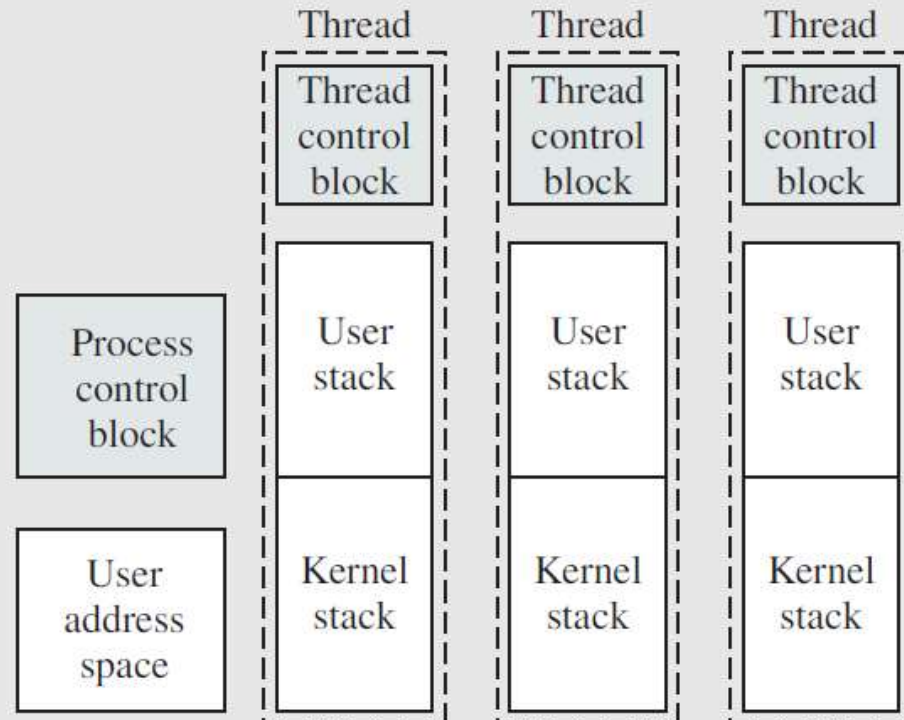 Thread
Thread
Thread
Thread
control
block
Thread
control
block
Thread
control
block
Process
control
block
User
stack
User
stack
User
stack
User
address
space
Kernel
stack
Kernel
stack
Kernel
stack